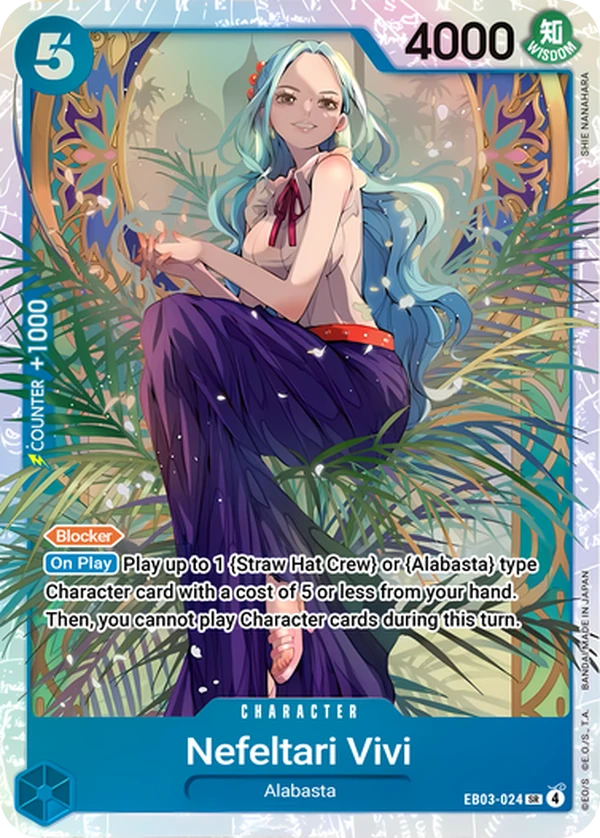 5
4000
知
WISDOM
SHIE NANAHARA
COUNTER +1000
Blocker
On Play Play up to 1 {Straw Hat Crew} or {Alabasta} type
Character card with a cost of 5 or less from your hand.
Then, you cannot play Character cards during this turn.
CHARACTER
Nefeltari Vivi
Alabasta
EB03-024 SR 4
©EO/S ©E.O./S., T.A. BANDAI MADE IN JAPAN